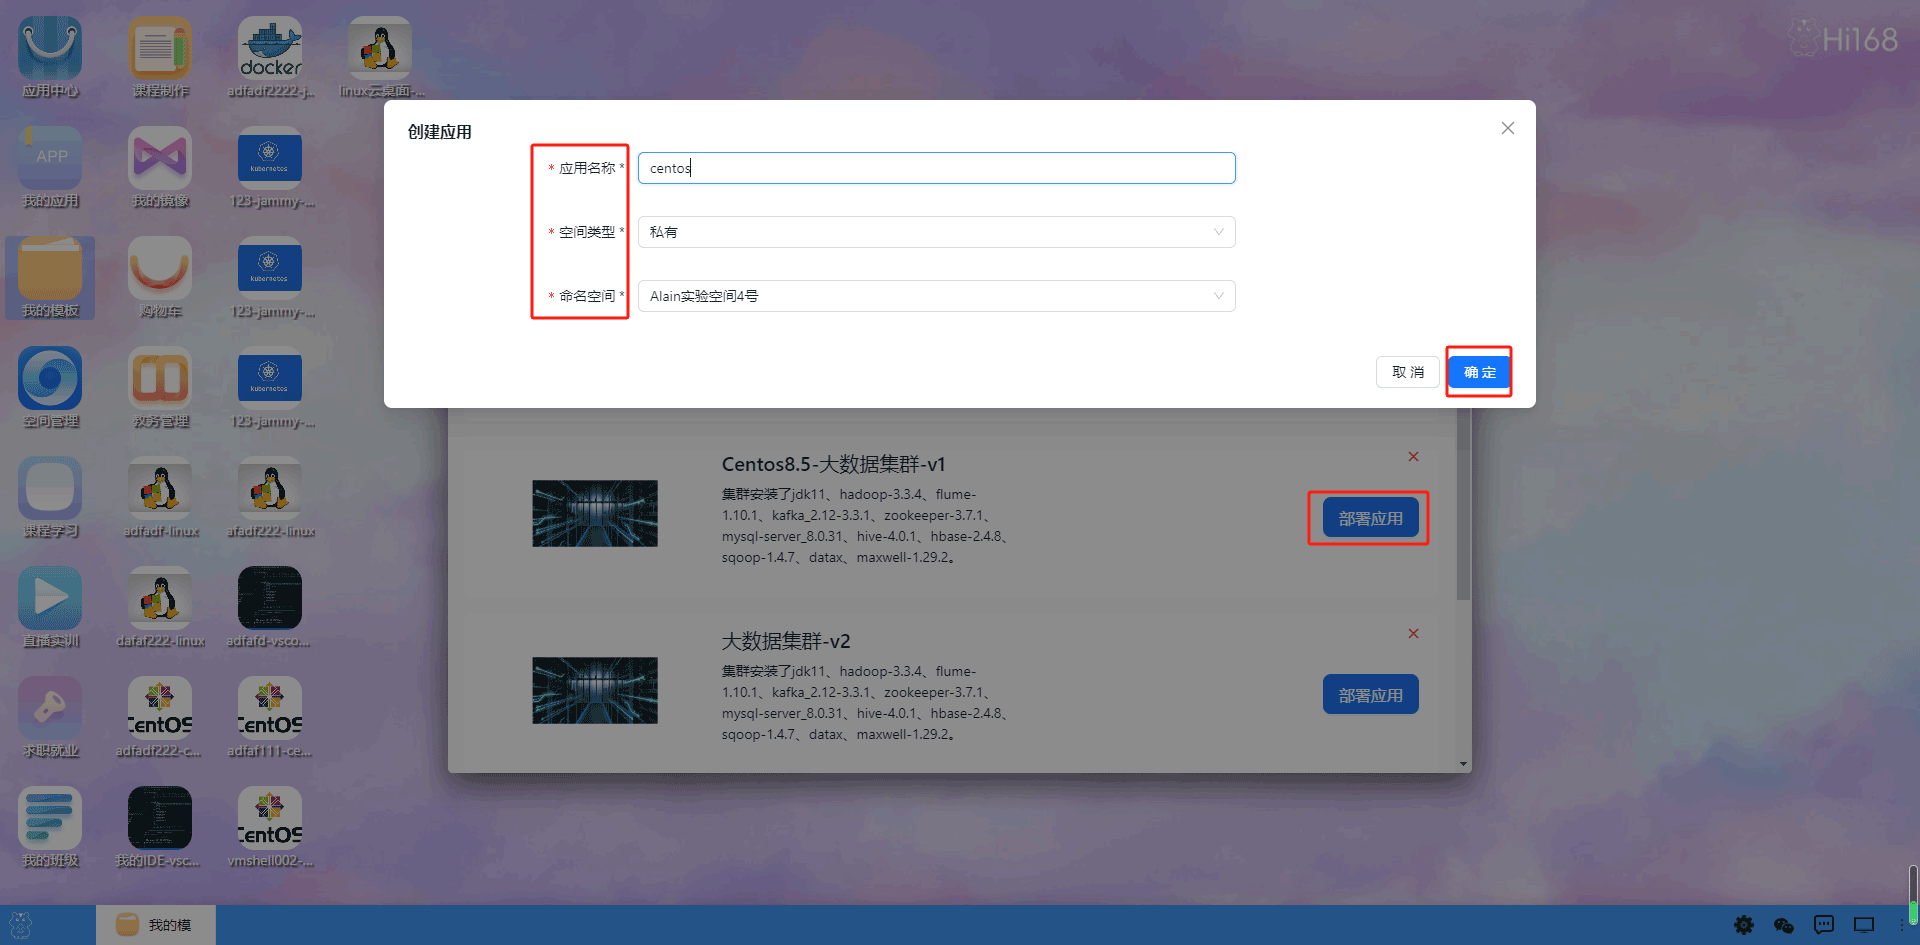 Hi168
docker
应用中心
课程制作
adfadf2222-j...
linux云桌面-...
创建应用
* 应用名称 *
centos
* 空间类型 *
私有
* 命名空间 *
Alain实验空间4号
取 消
确 定
APP
kubernetes
我的应用
我的镜像
123-jammy-...
kubernetes
我的模板
购物车
123-jammy-...
kubernetes
空间管理
教务管理
123-jammy-...
Centos8.5-大数据集群-v1
集群安装了jdk11、hadoop-3.3.4、flume-
1.10.1、kafka_2.12-3.3.1、zookeeper-3.7.1、
mysql-server_8.0.31、hive-4.0.1、hbase-2.4.8、
sqoop-1.4.7、datax、maxwell-1.29.2。
部署应用
课程学习
adfadf-linux
afadf222-linux
大数据集群-v2
集群安装了jdk11、hadoop-3.3.4、flume-
1.10.1、kafka_2.12-3.3.1、zookeeper-3.7.1、
mysql-server_8.0.31、hive-4.0.1、hbase-2.4.8、
sqoop-1.4.7、datax、maxwell-1.29.2。
部署应用
直播实训
dafaf222-linux
adfafd-vsco...
CentOS
CentOS
求职就业
adfadf222-c...
adfaf111-ce...
CentOS
我的班级
我的IDE-vsc...
vmshell002-...
我的模